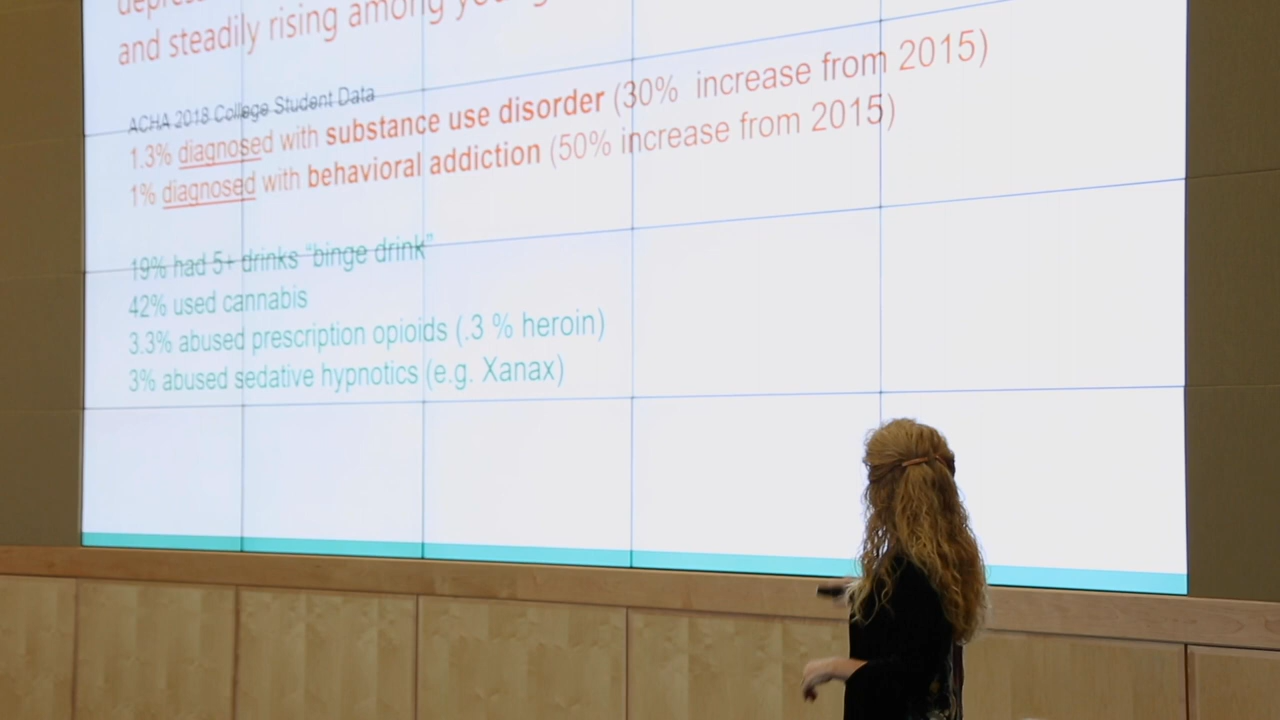 and steadily rising among
ACHA 2018 College Student Data
1.3% diagnosed with substance use disorder (30% increase from 2015)
1% diagnosed with behavioral addiction (50% increase from 2015)
19% had 5+ drinks “binge drink”
42% used cannabis
3.3% abused prescription opioids (.3 % heroin)
3% abused sedative hypnotics (e.g. Xanax)